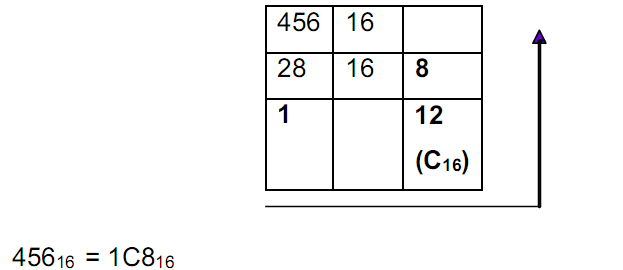 456 16
28 16 8
1 12
(C₁₆)
456₁₆ = 1C8₁₆